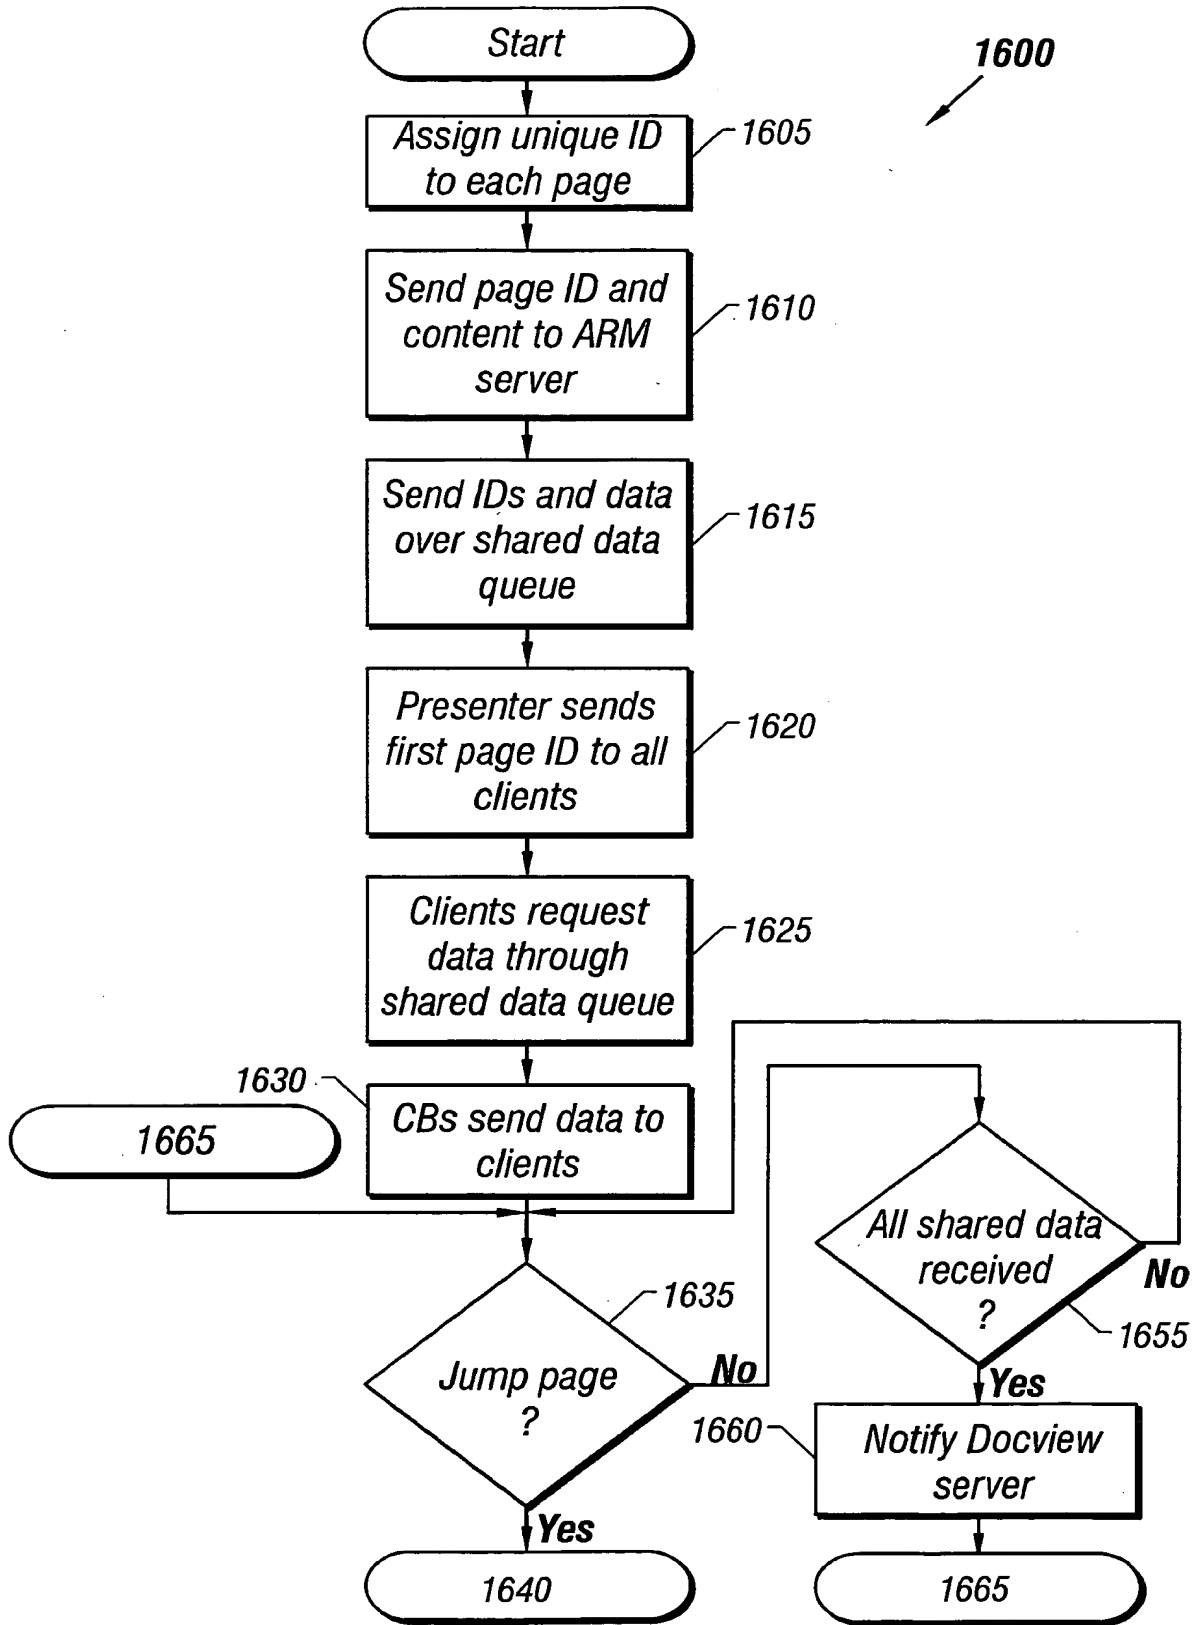 Start
1600
Assign unique ID
to each page
1605
Send page ID and
content to ARM
server
1610
Send IDs and data
over shared data
queue
1615
Presenter sends
first page ID to all
clients
1620
Clients request
data through
shared data queue
1625
1630
CBs send data to
clients
1665
Jump page
?
1635
No
Yes
1640
All shared data
received
?
No
1655
Yes
1660
Notify Docview
server
1665